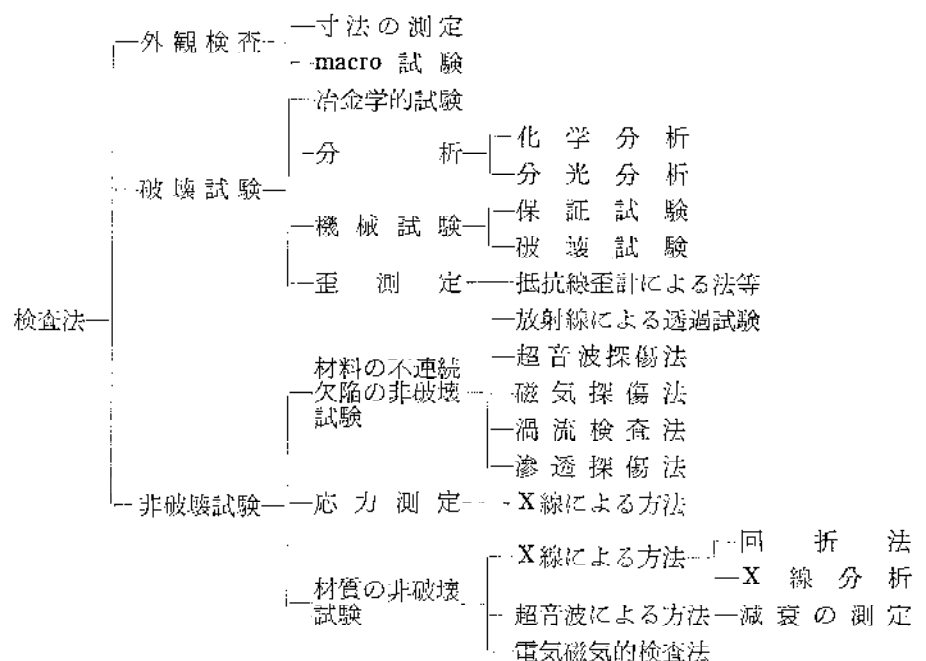 外観検査
寸法の測定
macro 試験
冶金学的試験
分析
化学分析
分光分析
破壊試験
機械試験
保証試験
破壊試験
歪測定
抵抗線歪計による法等
検査法
放射線による透過試験
材料の不連続
欠陥の非破壊
試験
超音波探傷法
磁気探傷法
渦流検査法
滲透探傷法
非破壊試験
応力測定
X線による方法
材質の非破壊
試験
X線による方法
回折法
X線分析
超音波による方法
減衰の測定
電気磁気的検査法